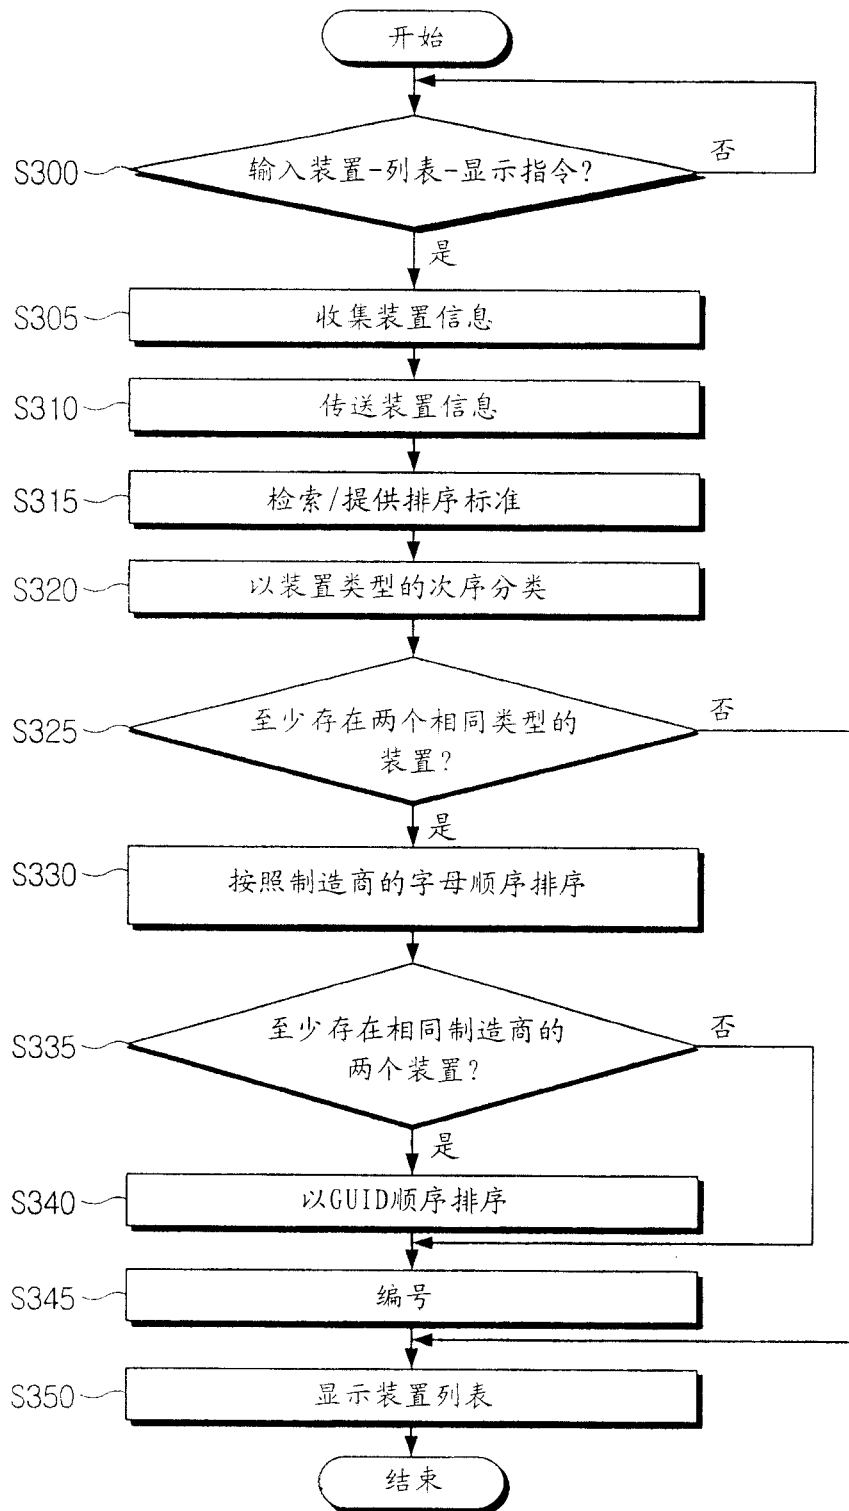 开始
否
S300
输入装置-列表-显示指令?
是
S305
收集装置信息
S310
传送装置信息
S315
检索/提供排序标准
S320
以装置类型的次序分类
否
S325
至少存在两个相同类型的
装置?
是
S330
按照制造商的字母顺序排序
否
S335
至少存在相同制造商的
两个装置?
是
S340
以GUID顺序排序
S345
编号
S350
显示装置列表
结束